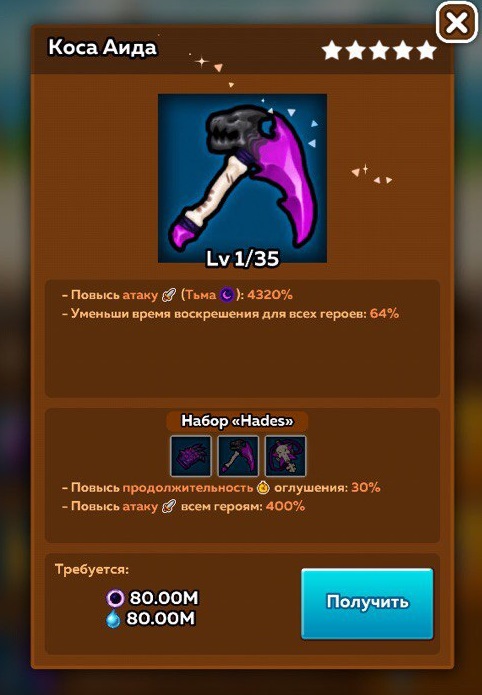 Коса Аида
Lv 1/35
- Повысь атаку (Тьма): 4320%
- Уменьши время воскрешения для всех героев: 64%
Набор «Hades»
- Повысь продолжительность оглушения: 30%
- Повысь атаку всем героям: 400%
Требуется:
80.00M
80.00M
Получить